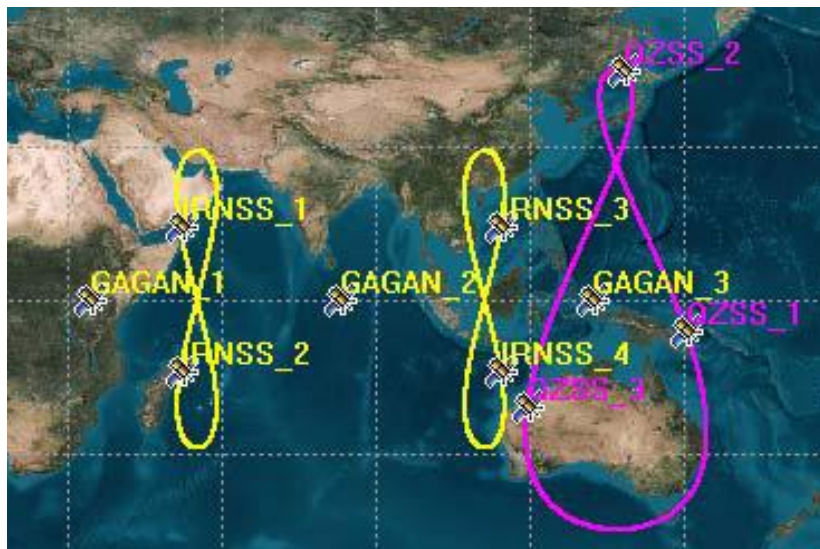 QZSS_2
IRNSS_1
IRNSS_3
GAGAN_1
GAGAN_2
GAGAN_3
QZSS_1
IRNSS_2
IRNSS_4
QZSS_3